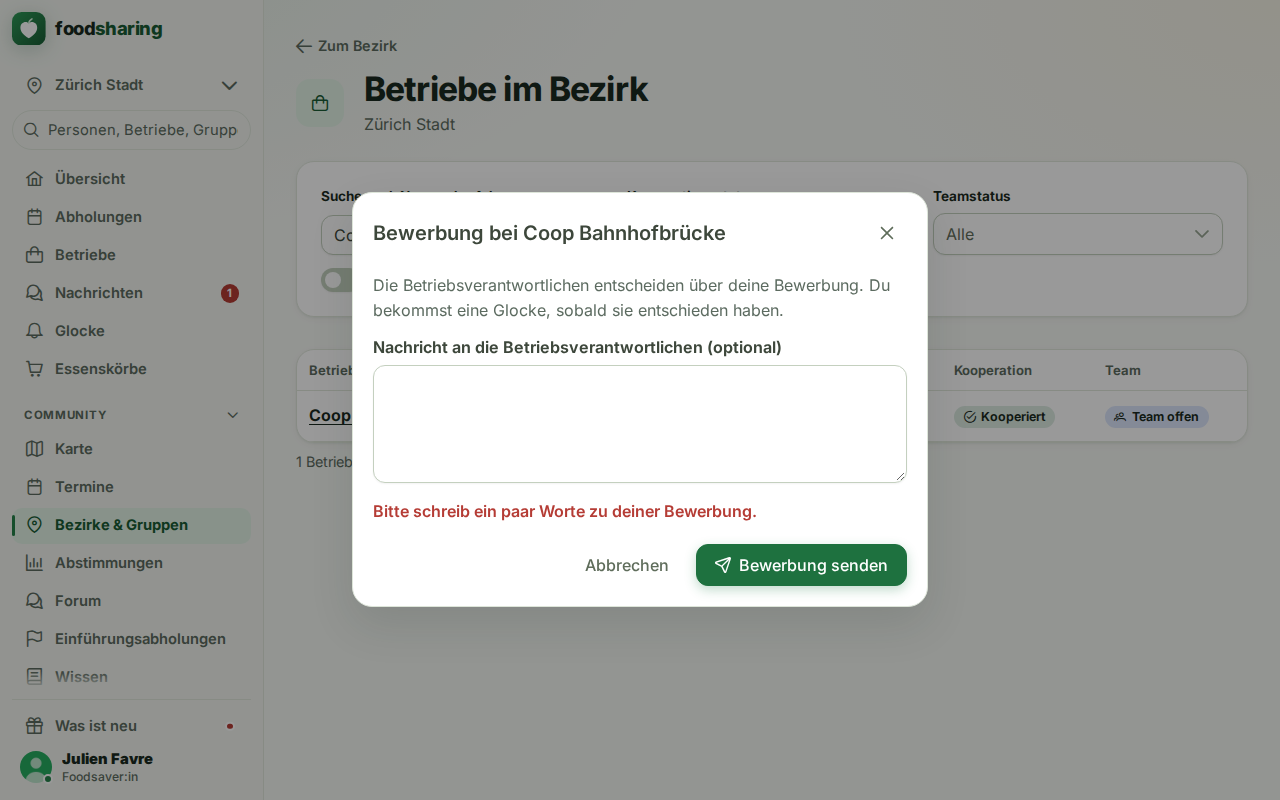 foodsharing
Zürich Stadt
Personen, Betriebe, Grupp
Übersicht
Abholungen
Betriebe
Nachrichten 1
Glocke
Essenskörbe
COMMUNITY
Karte
Termine
Bezirke & Gruppen
Abstimmungen
Forum
Einführungsabholungen
Wissen
Was ist neu
Julien Favre
Foodsaver:in
Zum Bezirk
Betriebe im Bezirk
Zürich Stadt
Suche
Teamstatus
Alle
Kooperation
Team
Coop
Kooperiert
Team offen
1 Betrieb
Bewerbung bei Coop Bahnhofbrücke
Die Betriebsverantwortlichen entscheiden über deine Bewerbung. Du
bekommst eine Glocke, sobald sie entschieden haben.
Nachricht an die Betriebsverantwortlichen (optional)
Bitte schreib ein paar Worte zu deiner Bewerbung.
Abbrechen
Bewerbung senden